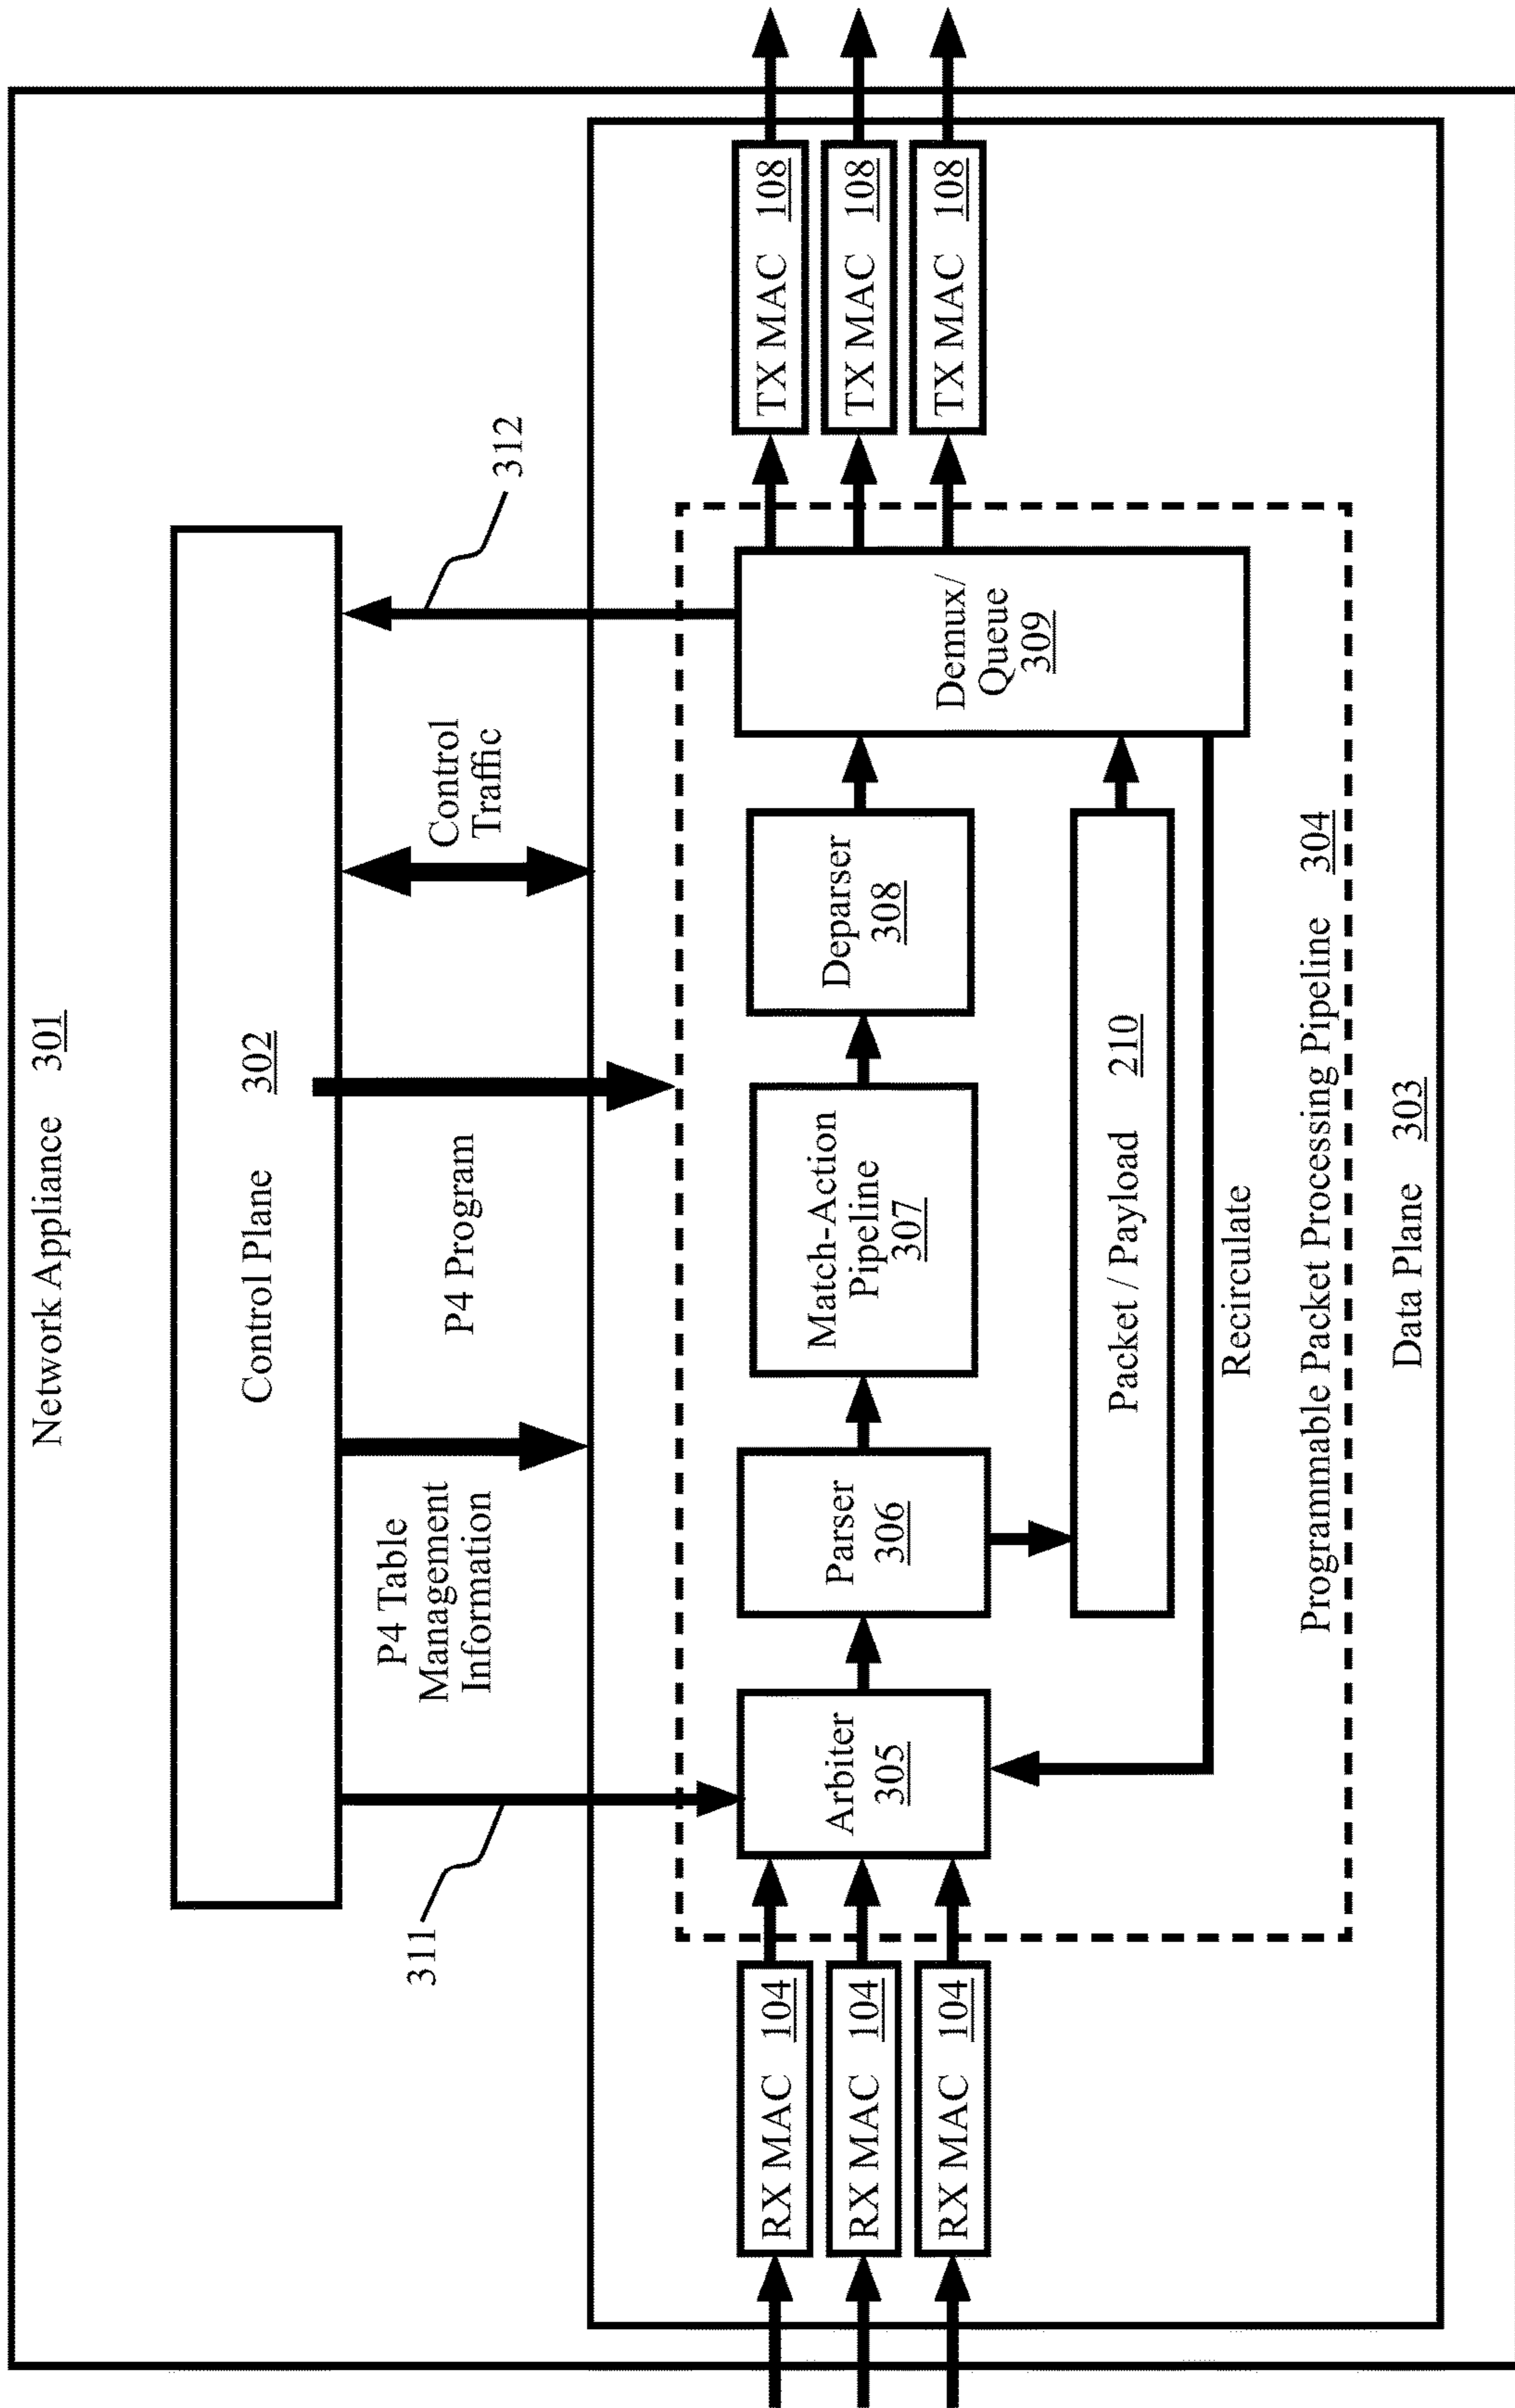 Network Appliance 301
Control Plane 302
311
P4 Table
Management
Information
P4 Program
Control
Traffic
312
RX MAC 104
RX MAC 104
RX MAC 104
Arbiter
305
Parser
306
Match-Action
Pipeline
307
Deparser
308
Demux/
Queue
309
TX MAC 108
TX MAC 108
TX MAC 108
Packet / Payload 210
Recirculate
Programmable Packet Processing Pipeline 304
Data Plane 303